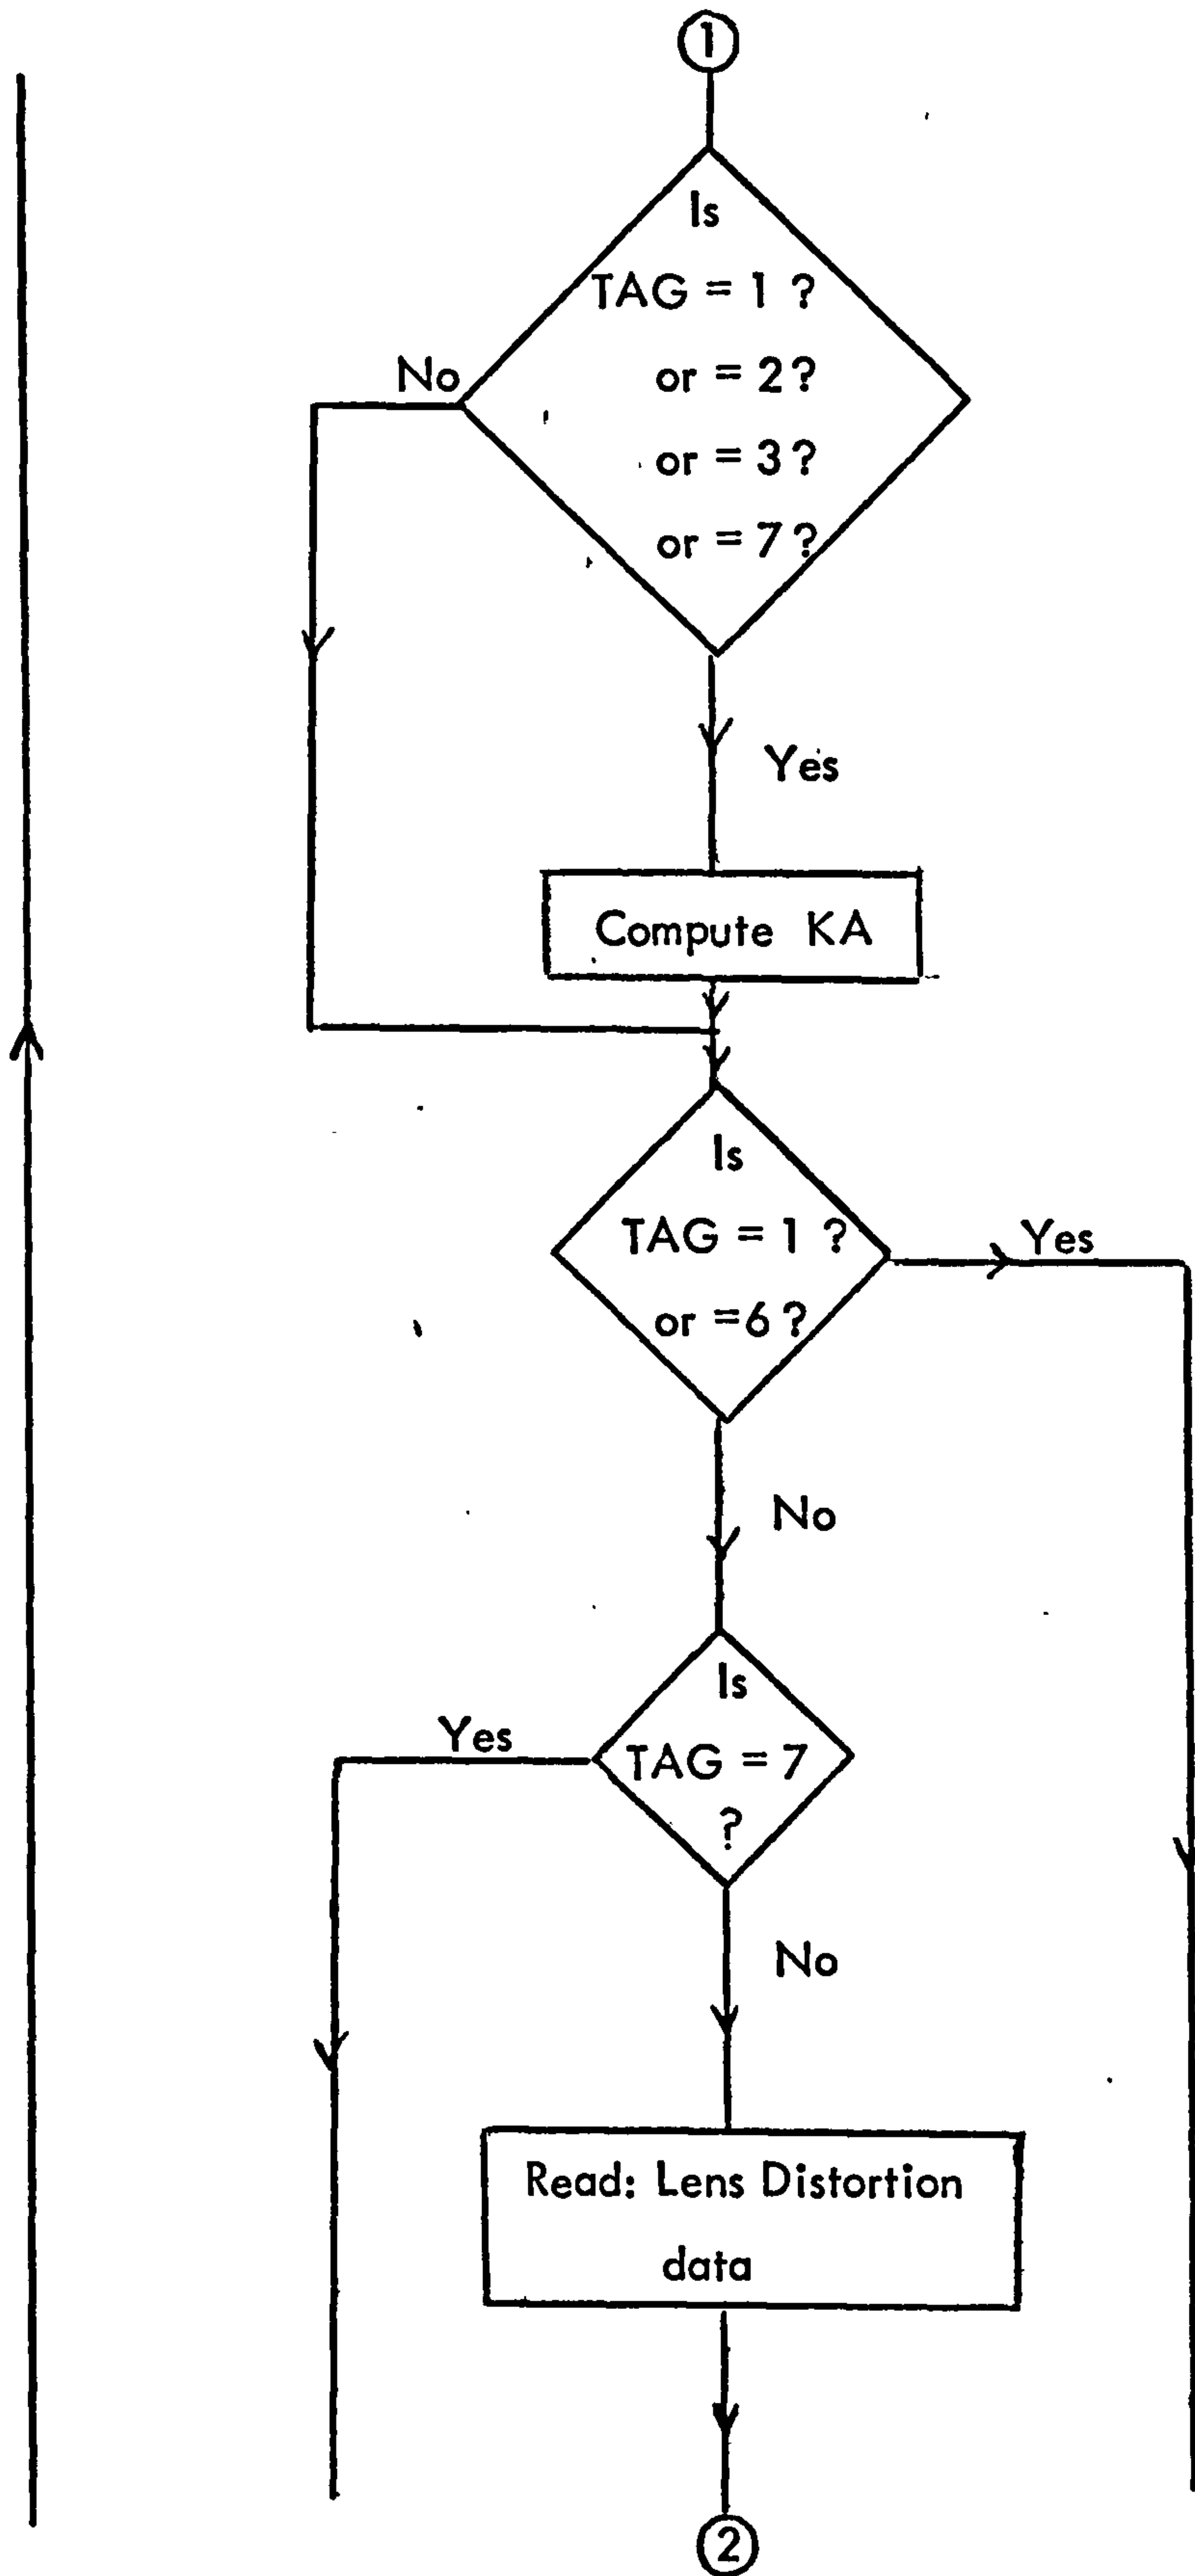 1
Is
TAG = 1 ?
or = 2 ?
or = 3 ?
or = 7 ?
No
Yes
Compute KA
Is
TAG = 1 ?
or =6 ?
Yes
No
Is
TAG = 7
?
Yes
No
Read: Lens Distortion
data
2